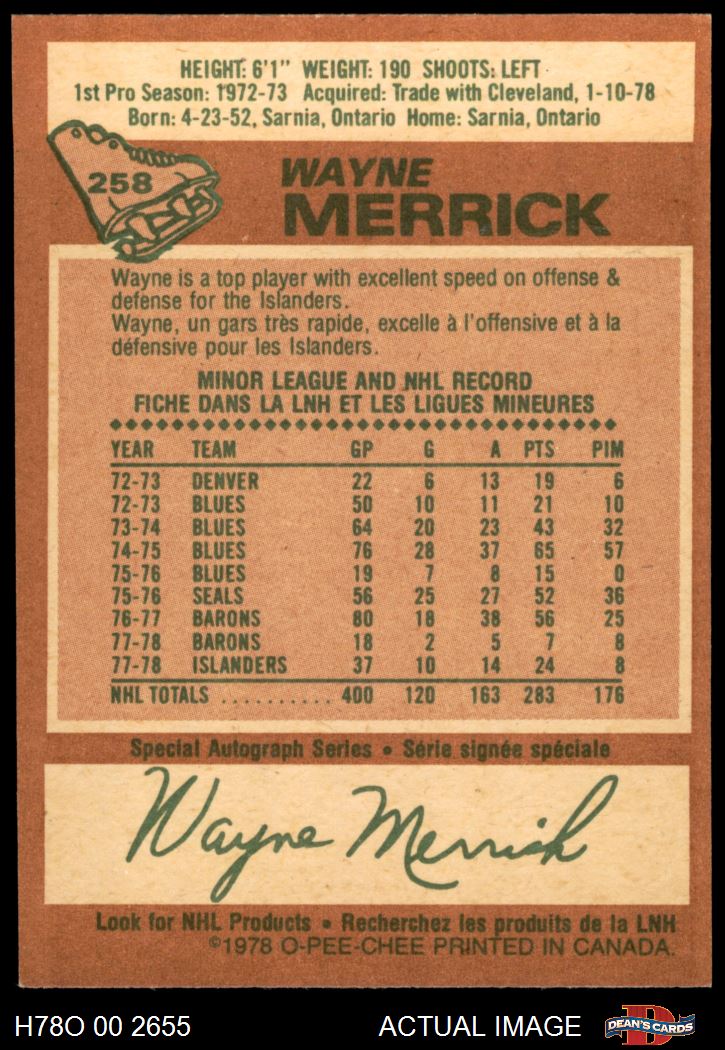 HEIGHT: 6'1" WEIGHT: 190 SHOOTS: LEFT
1st Pro Season: 1972-73 Acquired: Trade with Cleveland, 1-10-78
Born: 4-23-52, Sarnia, Ontario Home: Sarnia, Ontario
258
WAYNE
MERRICK
Wayne is a top player with excellent speed on offense &
defense for the Islanders.
Wayne, un gars très rapide, excelle à l'offensive et à la
défensive pour les Islanders.
MINOR LEAGUE AND NHL RECORD
FICHE DANS LA LNH ET LES LIGUES MINEURES
YEAR TEAM GP G A PTS PIM
72-73 DENVER 22 6 13 19 6
72-73 BLUES 50 10 11 21 10
73-74 BLUES 64 20 23 43 32
74-75 BLUES 76 28 37 65 57
75-76 BLUES 19 7 8 15 0
75-76 SEALS 56 25 27 52 36
76-77 BARONS 80 18 38 56 25
77-78 BARONS 18 2 5 7 8
77-78 ISLANDERS 37 10 14 24 8
NHL TOTALS .......... 400 120 163 283 176
Special Autograph Series • Série signée spéciale
Wayne Merrick
Look for NHL Products • Recherchez les produits de la LNH
©1978 O-PEE-CHEE PRINTED IN CANADA.
H78O 00 2655 ACTUAL IMAGE DEAN'S CARDS